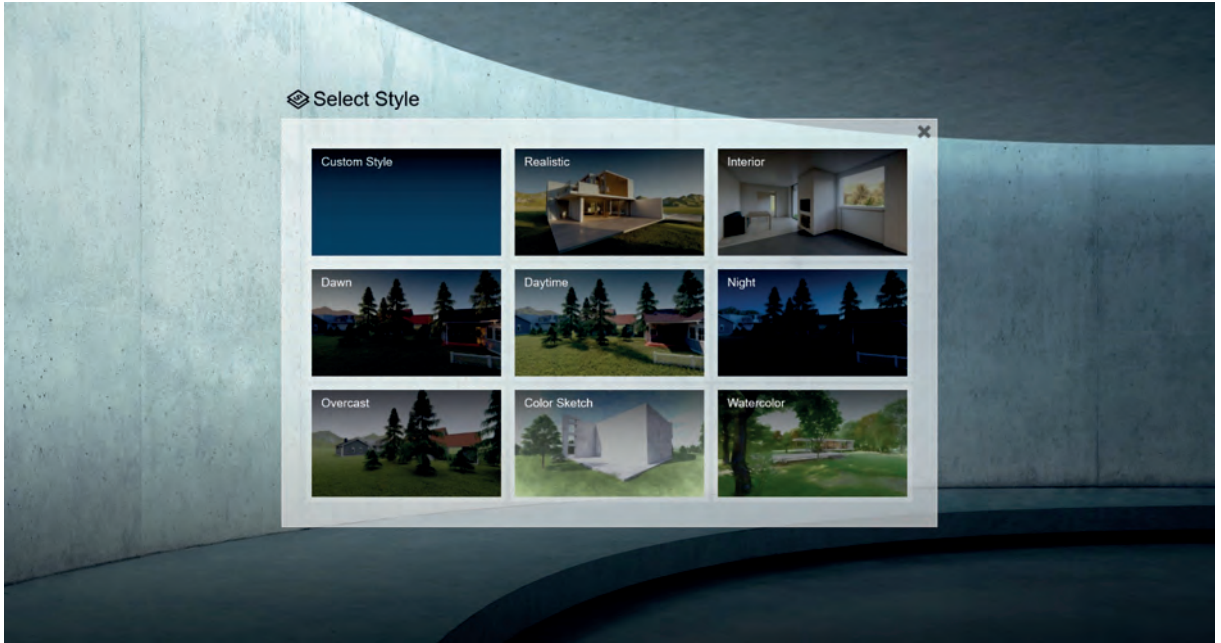 Select Style
Custom Style
Realistic
Interior
Dawn
Daytime
Night
Overcast
Color Sketch
Watercolor